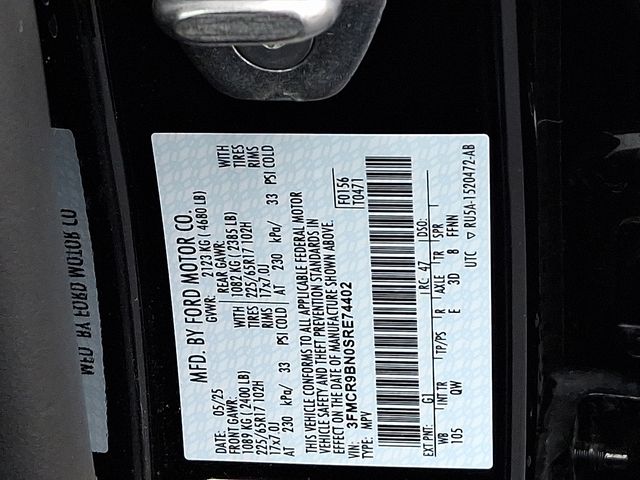 MFD. BY FORD MOTOR CO.
DATE: 05/25 GVWR: 2123 KG ( 4680 LB)
FRONT GAWR: REAR GAWR:
1089 KG ( 2400 LB) WITH 1082 KG ( 2385 LB) WITH
225/65R17 102H TIRES 225/65R17 102H TIRES
17x7.0J RIMS 17x7.0J RIMS
AT 230 kPa/ 33 PSI COLD AT 230 kPa/ 33 PSI COLD
THIS VEHICLE CONFORMS TO ALL APPLICABLE FEDERAL MOTOR
VEHICLE SAFETY AND THEFT PREVENTION STANDARDS IN
EFFECT ON THE DATE OF MANUFACTURE SHOWN ABOVE.
VIN: 3FMCR9BN0SRE74402 F0156
TYPE: MPV T0471
EXT PNT: G1 RC: 47 DSO:
WB INT TR TP/PS R AXLE TR SPR
105 QW E 3D 8 FFHN
UTC ▽ RU5A-1520472-AB
MFD. BY FORD MOTOR CO